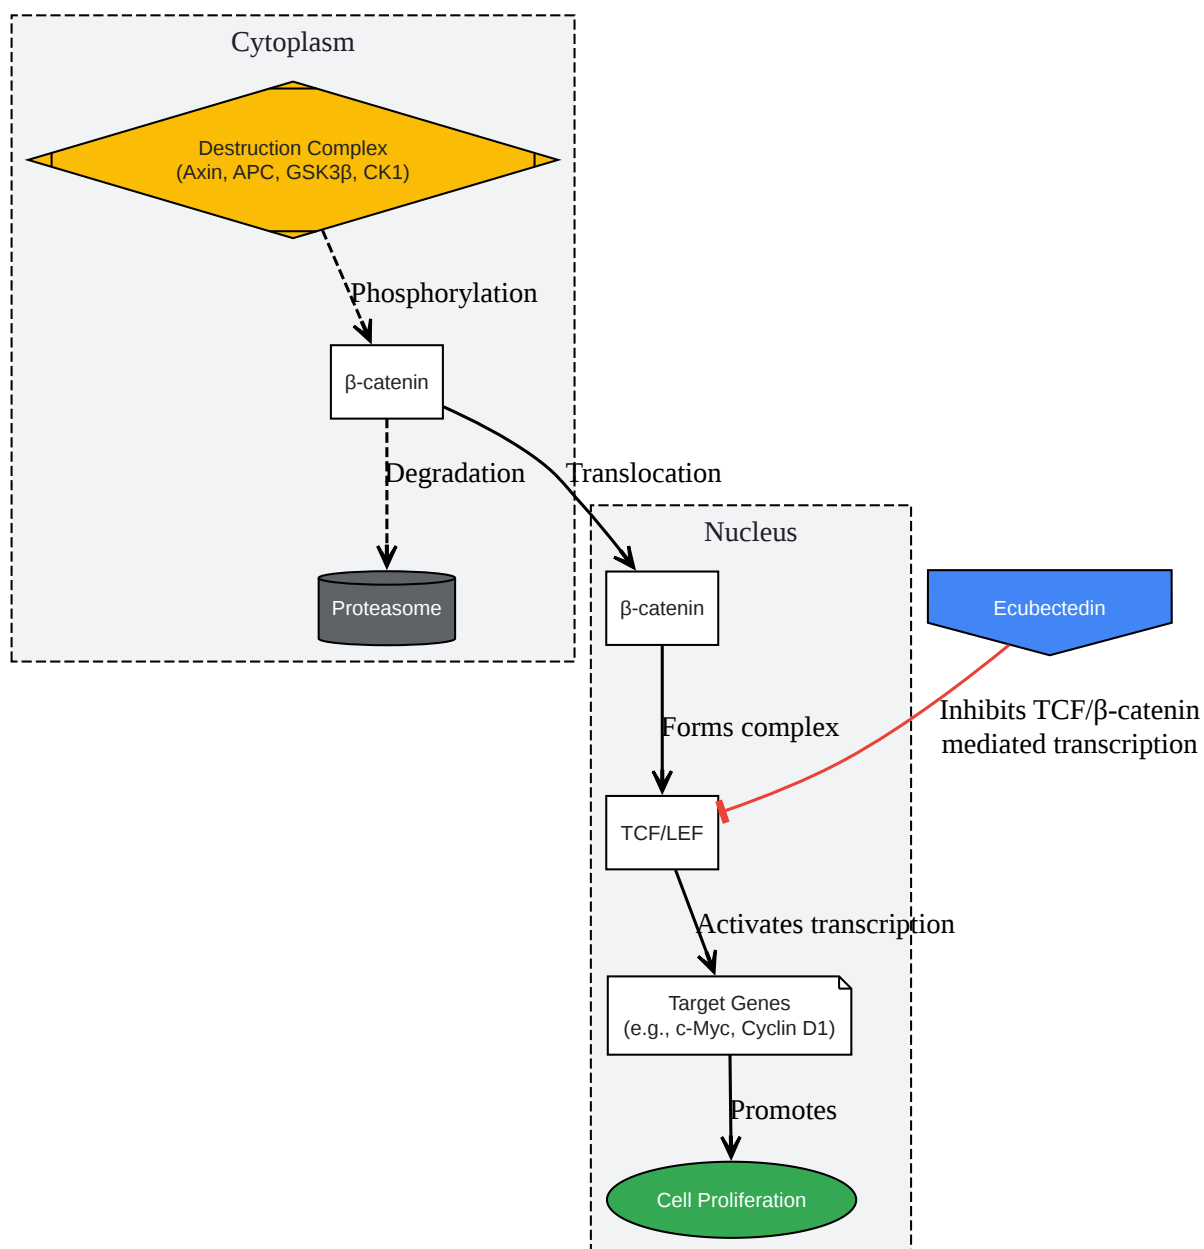 Cytoplasm
Destruction Complex
(Axin, APC, GSK3β, CK1)
Phosphorylation
β-catenin
Degradation
Translocation
Proteasome
Nucleus
β-catenin
Ecubectedin
Forms complex
Inhibits TCF/β-catenin
mediated transcription
TCF/LEF
Activates transcription
Target Genes
(e.g., c-Myc, Cyclin D1)
Promotes
Cell Proliferation